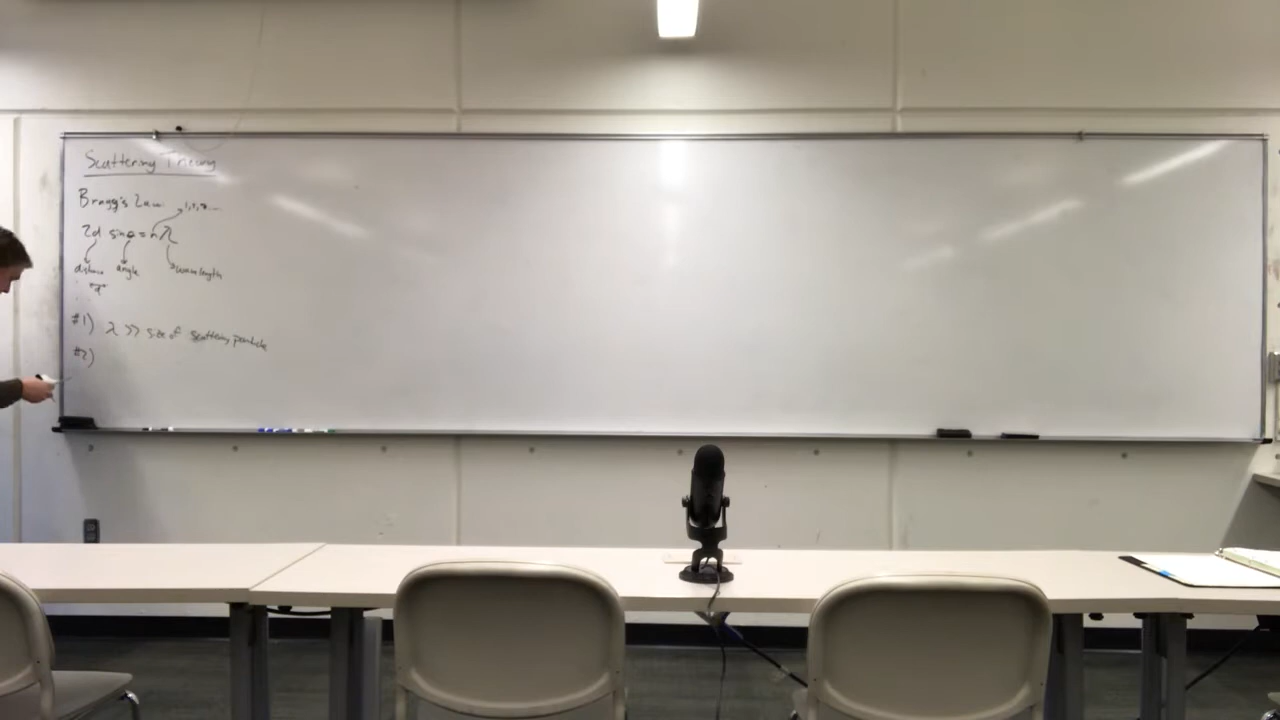 Scattering Theory
Bragg's Law 1,2,3...
2d sinθ = nλ
distance angle wavelength
"d"
#1) λ >> size of scattering particle
#2)